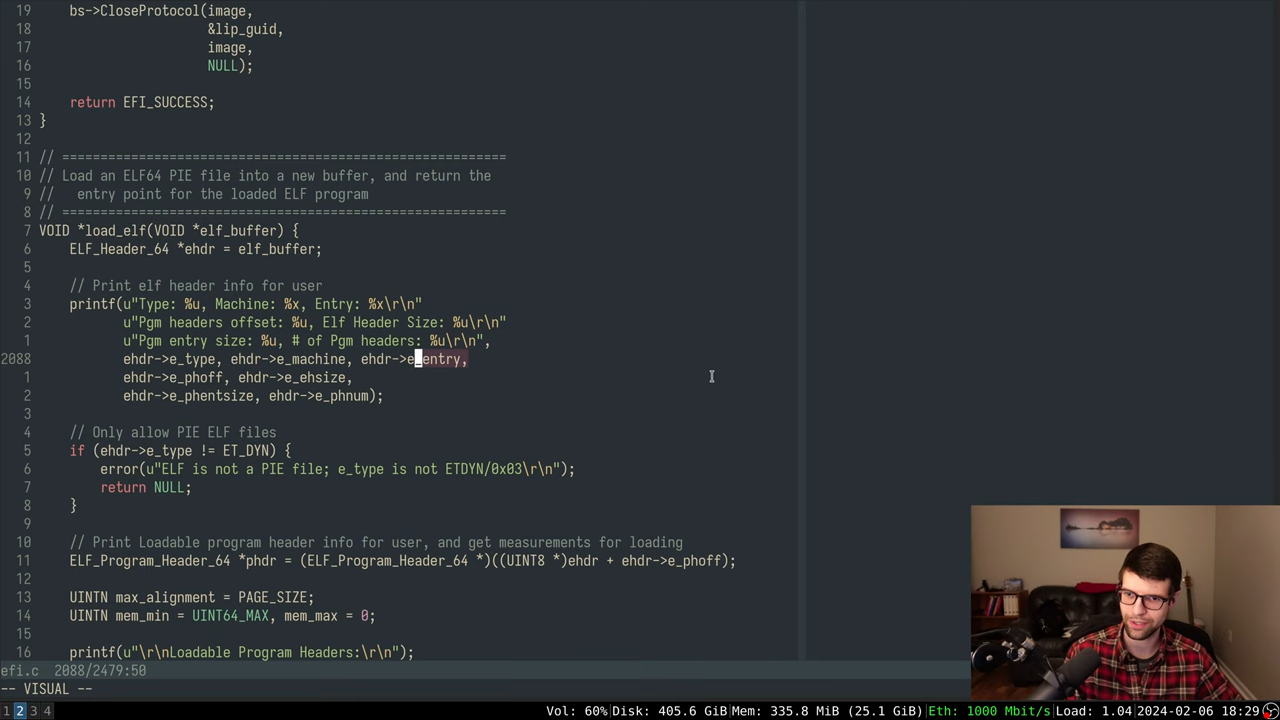 19     bs->CloseProtocol(image,
18                       &lip_guid,
17                       image,
16                       NULL);
15
14     return EFI_SUCCESS;
13 }
12
11 // ==========================================================
10 // Load an ELF64 PIE file into a new buffer, and return the
9 //   entry point for the loaded ELF program
8 // ==========================================================
7 VOID *load_elf(VOID *elf_buffer) {
6     ELF_Header_64 *ehdr = elf_buffer;
5
4     // Print elf header info for user
3     printf(u"Type: %u, Machine: %x, Entry: %x\r\n"
2            u"Pgm headers offset: %u, Elf Header Size: %u\r\n"
1            u"Pgm entry size: %u, # of Pgm headers: %u\r\n",
2088            ehdr->e_type, ehdr->e_machine, ehdr->e_entry,
1            ehdr->e_phoff, ehdr->e_ehsize,
2            ehdr->e_phentsize, ehdr->e_phnum);
3
4     // Only allow PIE ELF files
5     if (ehdr->e_type != ET_DYN) {
6         error(u"ELF is not a PIE file; e_type is not ETDYN/0x03\r\n");
7         return NULL;
8     }
9
10     // Print Loadable program header info for user, and get measurements for loading
11     ELF_Program_Header_64 *phdr = (ELF_Program_Header_64 *)((UINT8 *)ehdr + ehdr->e_phoff);
12
13     UINTN max_alignment = PAGE_SIZE;
14     UINTN mem_min = UINT64_MAX, mem_max = 0;
15
16     printf(u"\r\nLoadable Program Headers:\r\n");
efi.c  2088/2479:50
-- VISUAL --
1 2 3 4 Vol: 60%|Disk: 405.6 GiB|Mem: 335.8 MiB (25.1 GiB)|Eth: 1000 Mbit/s|Load: 1.04|2024-02-06 18:29